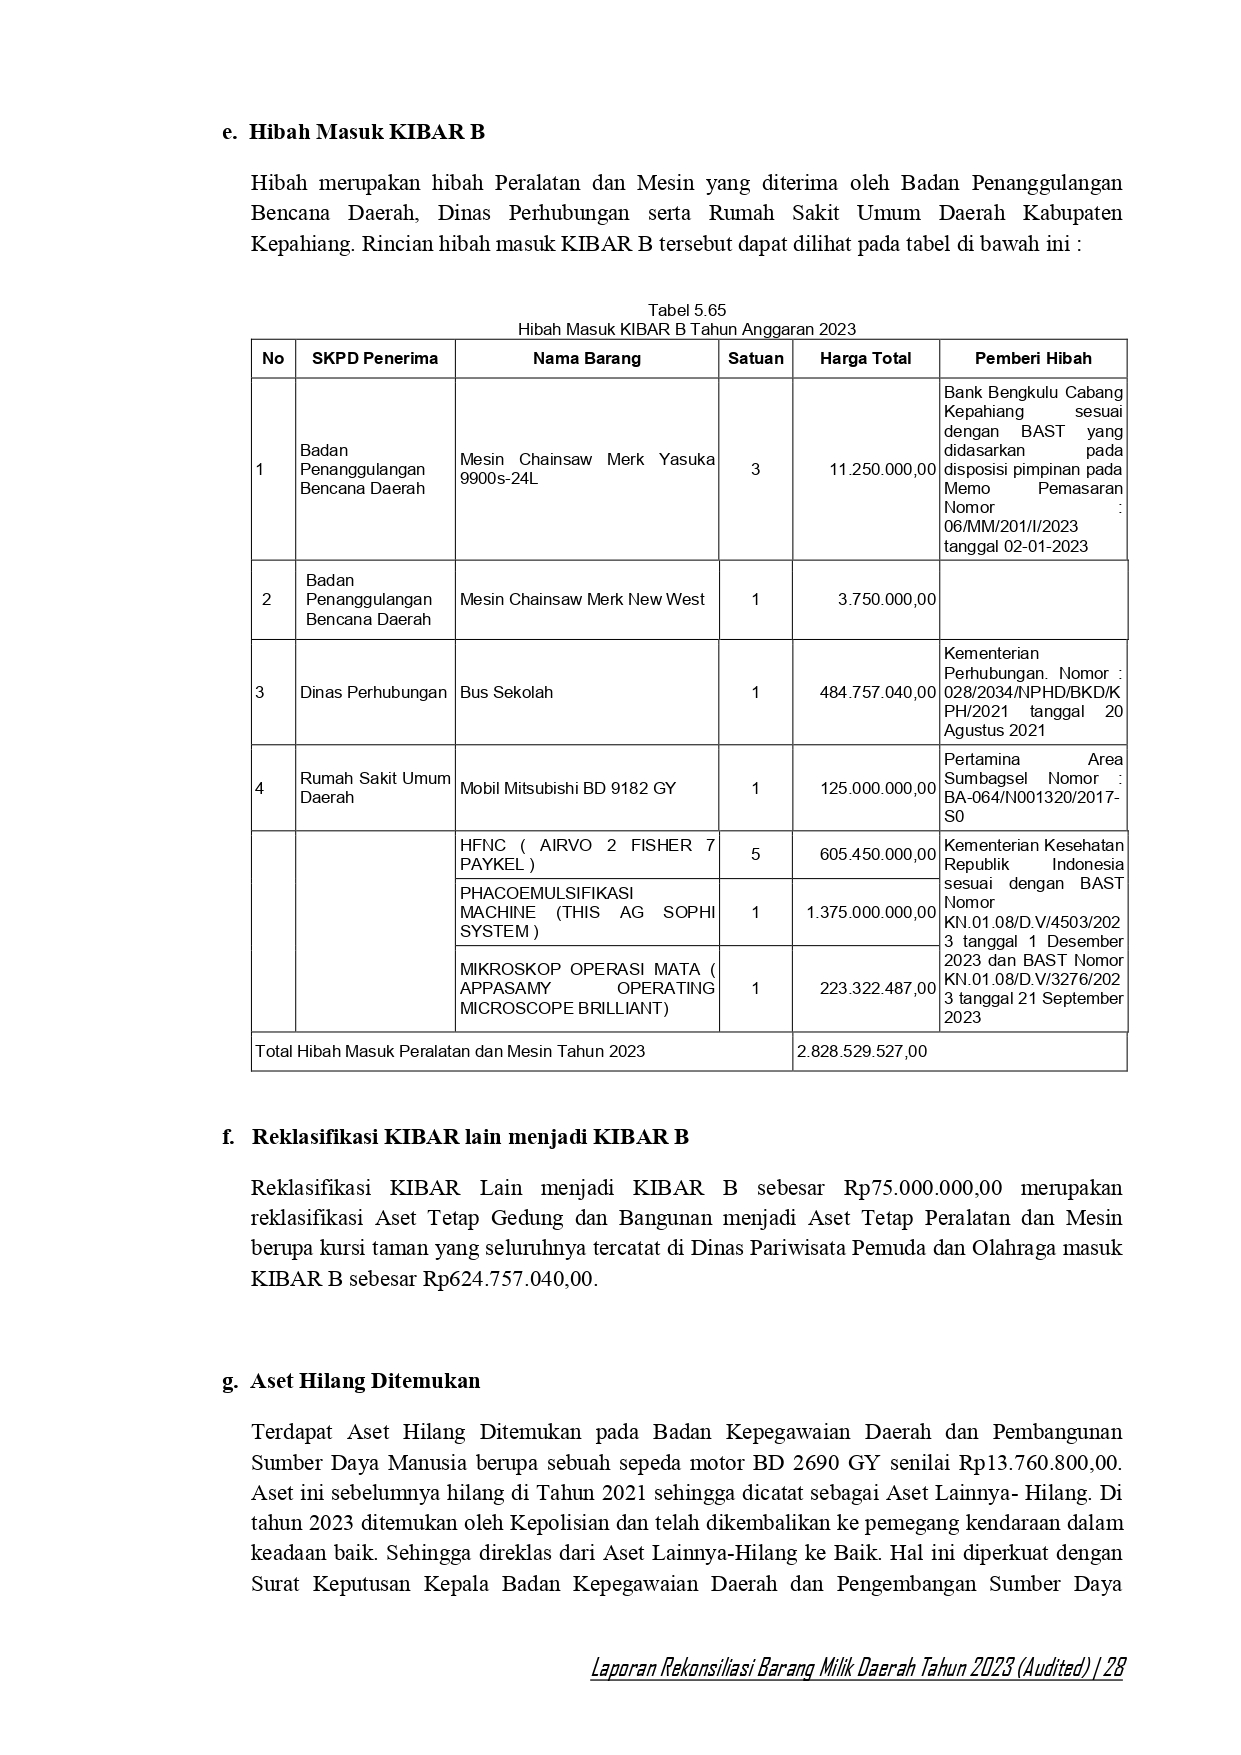 e. Hibah Masuk KIBAR B
Hibah merupakan hibah Peralatan dan Mesin yang diterima oleh Badan Penanggulangan
Bencana Daerah, Dinas Perhubungan serta Rumah Sakit Umum Daerah Kabupaten
Kepahiang. Rincian hibah masuk KIBAR B tersebut dapat dilihat pada tabel di bawah ini :
Tabel 5.65
Hibah Masuk KIBAR B Tahun Anggaran 2023
No SKPD Penerima Nama Barang Satuan Harga Total Pemberi Hibah
1
Badan
Penanggulangan
Bencana Daerah
Mesin Chainsaw Merk Yasuka
9900s-24L
3
11.250.000,00
Bank Bengkulu Cabang
Kepahiang sesuai
dengan BAST yang
didasarkan pada
disposisi pimpinan pada
Memo Pemasaran
Nomor :
06/MM/201/I/2023
tanggal 02-01-2023
2
Badan
Penanggulangan
Bencana Daerah
Mesin Chainsaw Merk New West
1
3.750.000,00
3
Dinas Perhubungan
Bus Sekolah
1
484.757.040,00
Kementerian
Perhubungan. Nomor :
028/2034/NPHD/BKD/K
PH/2021 tanggal 20
Agustus 2021
4
Rumah Sakit Umum
Daerah
Mobil Mitsubishi BD 9182 GY
1
125.000.000,00
Pertamina Area
Sumbagsel Nomor :
BA-064/N001320/2017-
S0
HFNC ( AIRVO 2 FISHER 7
PAYKEL )
5
605.450.000,00
PHACOEMULSIFIKASI
MACHINE (THIS AG SOPHI
SYSTEM )
1
1.375.000.000,00
MIKROSKOP OPERASI MATA (
APPASAMY OPERATING
MICROSCOPE BRILLIANT)
1
223.322.487,00
Kementerian Kesehatan
Republik Indonesia
sesuai dengan BAST
Nomor
KN.01.08/D.V/4503/202
3 tanggal 1 Desember
2023 dan BAST Nomor
KN.01.08/D.V/3276/202
3 tanggal 21 September
2023
Total Hibah Masuk Peralatan dan Mesin Tahun 2023 2.828.529.527,00
f. Reklasifikasi KIBAR lain menjadi KIBAR B
Reklasifikasi KIBAR Lain menjadi KIBAR B sebesar Rp75.000.000,00 merupakan
reklasifikasi Aset Tetap Gedung dan Bangunan menjadi Aset Tetap Peralatan dan Mesin
berupa kursi taman yang seluruhnya tercatat di Dinas Pariwisata Pemuda dan Olahraga masuk
KIBAR B sebesar Rp624.757.040,00.
g. Aset Hilang Ditemukan
Terdapat Aset Hilang Ditemukan pada Badan Kepegawaian Daerah dan Pembangunan
Sumber Daya Manusia berupa sebuah sepeda motor BD 2690 GY senilai Rp13.760.800,00.
Aset ini sebelumnya hilang di Tahun 2021 sehingga dicatat sebagai Aset Lainnya- Hilang. Di
tahun 2023 ditemukan oleh Kepolisian dan telah dikembalikan ke pemegang kendaraan dalam
keadaan baik. Sehingga direklas dari Aset Lainnya-Hilang ke Baik. Hal ini diperkuat dengan
Surat Keputusan Kepala Badan Kepegawaian Daerah dan Pengembangan Sumber Daya
Laporan Rekonsiliasi Barang Milik Daerah Tahun 2023 (Audited) | 28